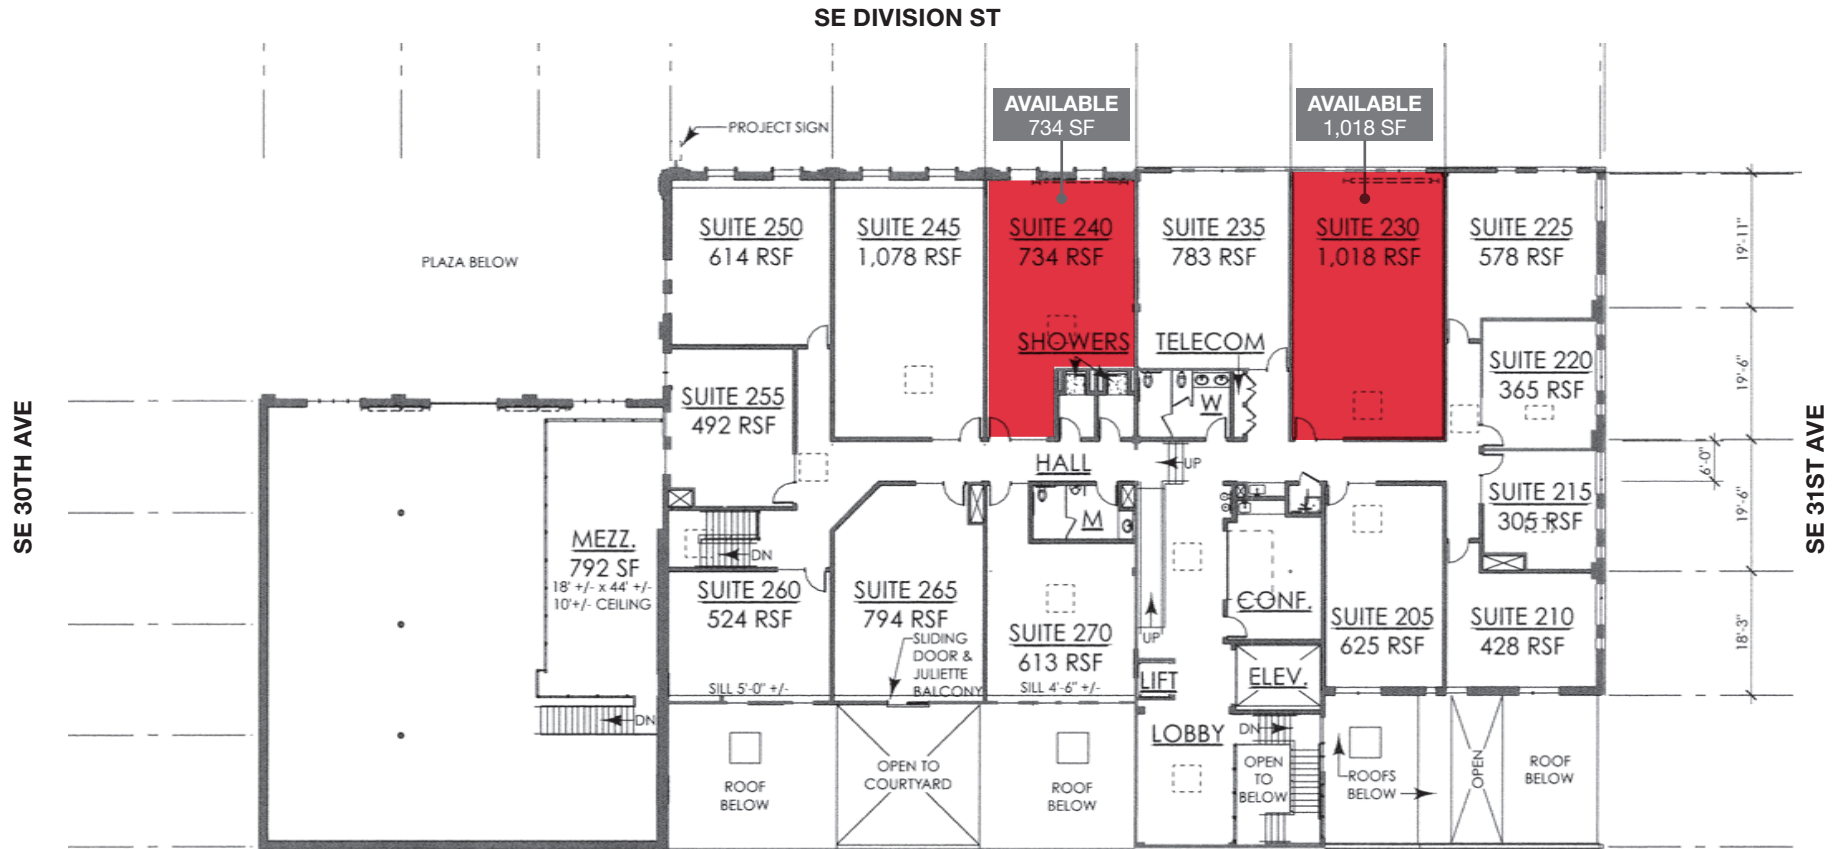 SE DIVISION ST
AVAILABLE
734 SF
AVAILABLE
1,018 SF
PROJECT SIGN
PLAZA BELOW
SUITE 250
614 RSF
SUITE 245
1,078 RSF
SUITE 240
734 RSF
SUITE 235
783 RSF
SUITE 230
1,018 RSF
SUITE 225
578 RSF
19'-11"
SHOWERS
TELECOM
SUITE 220
365 RSF
19'-6"
SUITE 255
492 RSF
W
SE 30TH AVE
SE 31ST AVE
HALL
UP
6'-0"
SUITE 215
305 RSF
19'-6"
M
MEZZ.
792 SF
18' +/- x 44' +/-
10'+/- CEILING
DN
SUITE 260
524 RSF
SUITE 265
794 RSF
SUITE 270
613 RSF
UP
CONF.
SUITE 205
625 RSF
SUITE 210
428 RSF
18'-3"
SLIDING
DOOR &
JULIETTE
BALCONY
SILL 5'-0" +/-
SILL 4'-6" +/-
LIFT
ELEV.
DN
LOBBY
DN
ROOF
BELOW
OPEN TO
COURTYARD
ROOF
BELOW
OPEN
TO
BELOW
ROOFS
BELOW
OPEN
ROOF
BELOW